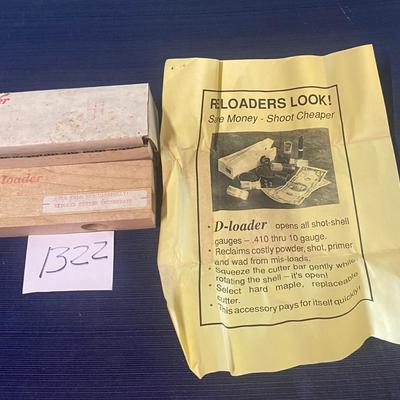 er
loader
1322
RELOADERS LOOK!
Save Money - Shoot Cheaper
• D-loader opens all shot-shell
gauges - .410 thru 10 gauge.
• Reclaims costly powder, shot, primer
and wad from mis-loads.
• Squeeze the cutter bar gently while
rotating the shell – it's open!
• Select hard maple, replaceable
cutter.
• This accessory pays for itself quickly!